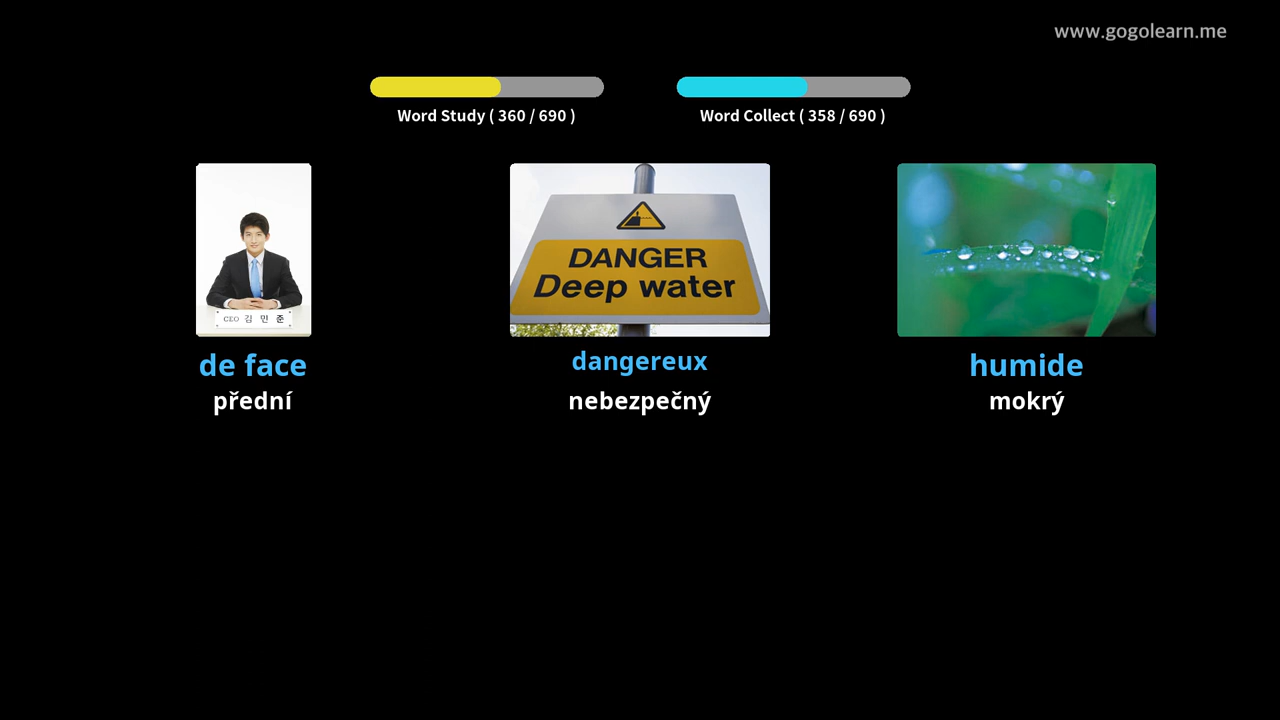 www.gogolearn.me
Word Study ( 360 / 690 )
Word Collect ( 358 / 690 )
CEO 김 민 준
DANGER
Deep water
de face
dangereux
humide
přední
nebezpečný
mokrý